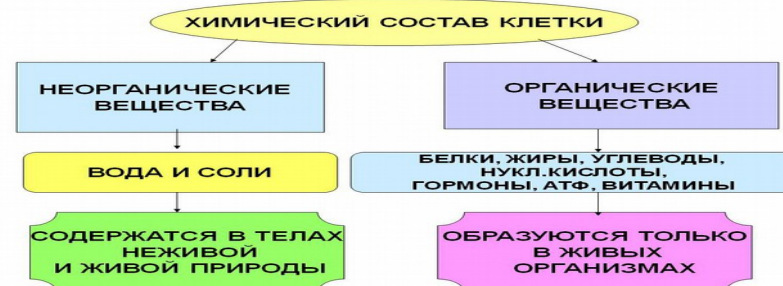 ХИМИЧЕСКИЙ СОСТАВ КЛЕТКИ
НЕОРГАНИЧЕСКИЕ
ВЕЩЕСТВА
ОРГАНИЧЕСКИЕ
ВЕЩЕСТВА
ВОДА И СОЛИ
БЕЛКИ, ЖИРЫ, УГЛЕВОДЫ,
НУКЛ.КИСЛОТЫ,
ГОРМОНЫ, АТФ, ВИТАМИНЫ
СОДЕРЖАТСЯ В ТЕЛАХ
НЕЖИВОЙ
И ЖИВОЙ ПРИРОДЫ
ОБРАЗУЮТСЯ ТОЛЬКО
В ЖИВЫХ
ОРГАНИЗМАХ